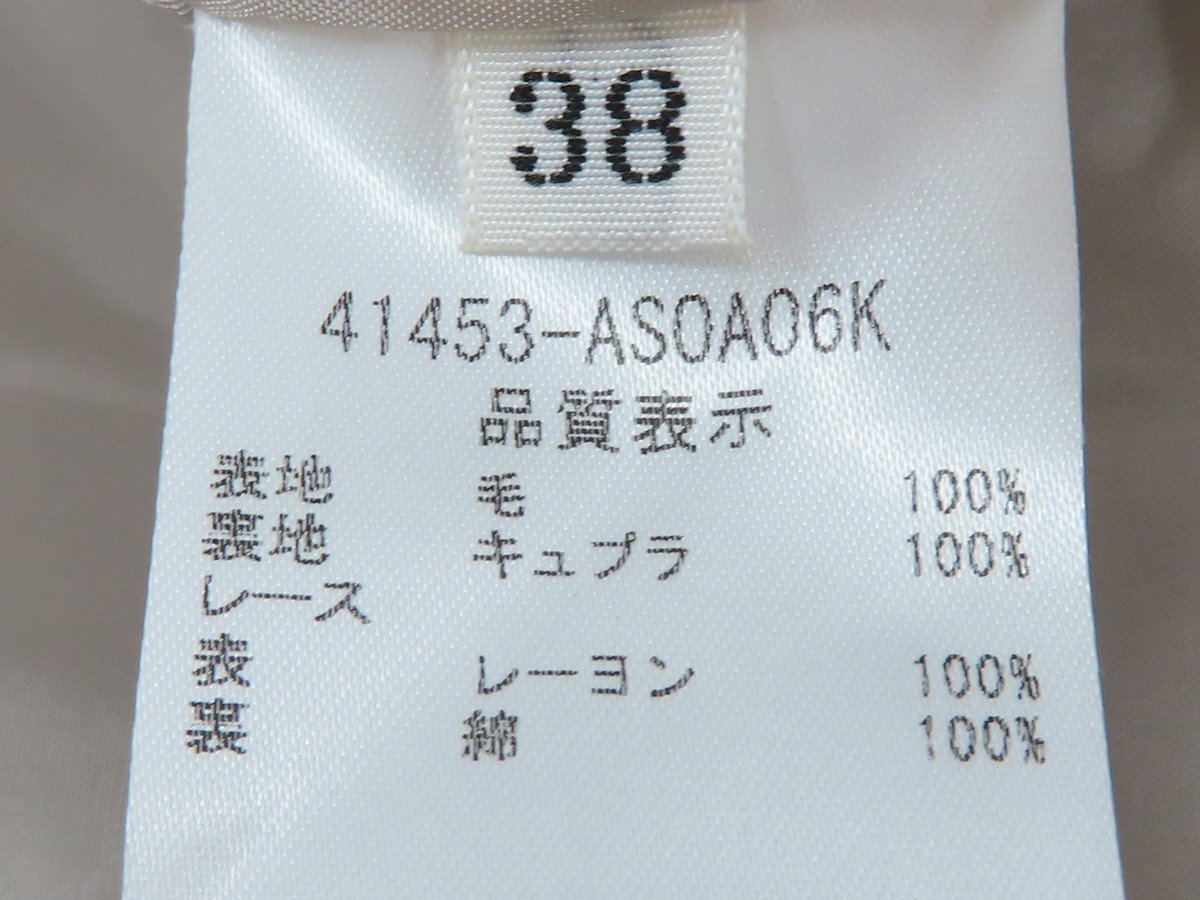 38
41453-AS0A06K
品質表示
表地 毛 100%
裏地 キュプラ 100%
レース
表 レーヨン 100%
裏 綿 100%